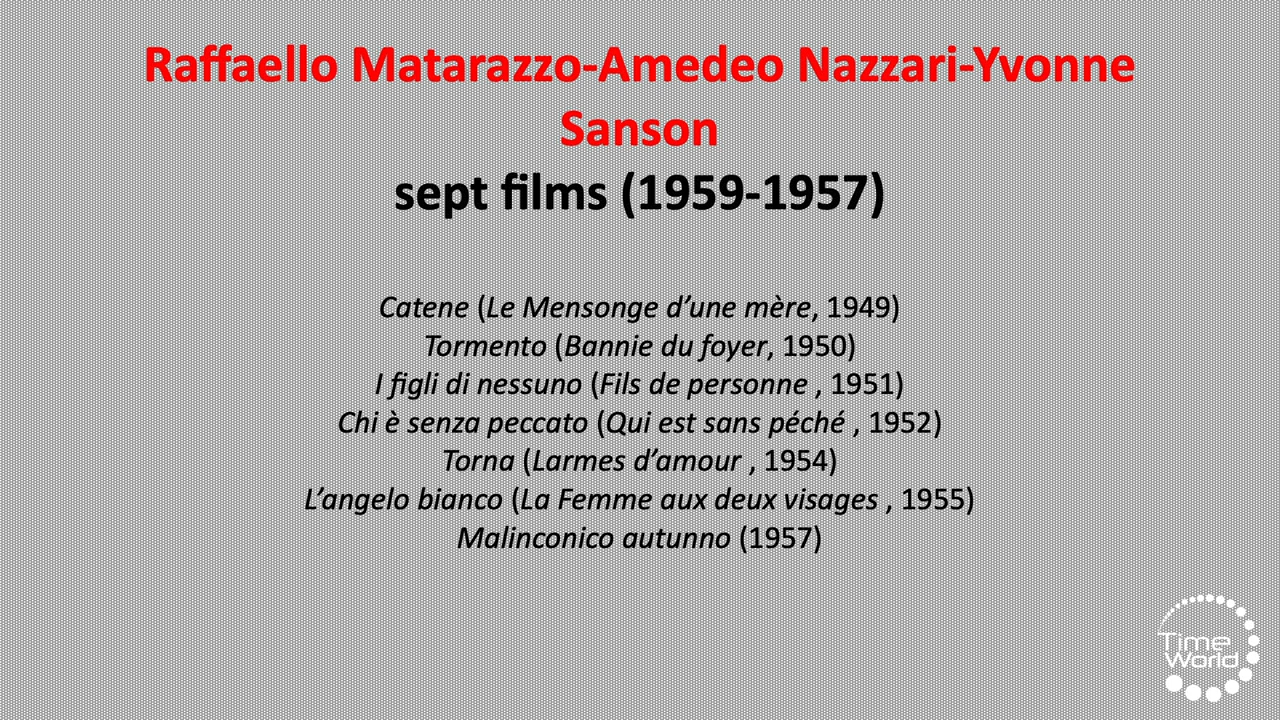 Raffaello Matarazzo-Amedeo Nazzari-Yvonne
Sanson
sept films (1959-1957)
Catene (Le Mensonge d’une mère, 1949)
Tormento (Bannie du foyer, 1950)
I figli di nessuno (Fils de personne , 1951)
Chi è senza peccato (Qui est sans péché , 1952)
Torna (Larmes d’amour , 1954)
L’angelo bianco (La Femme aux deux visages , 1955)
Malinconico autunno (1957)
Time
World